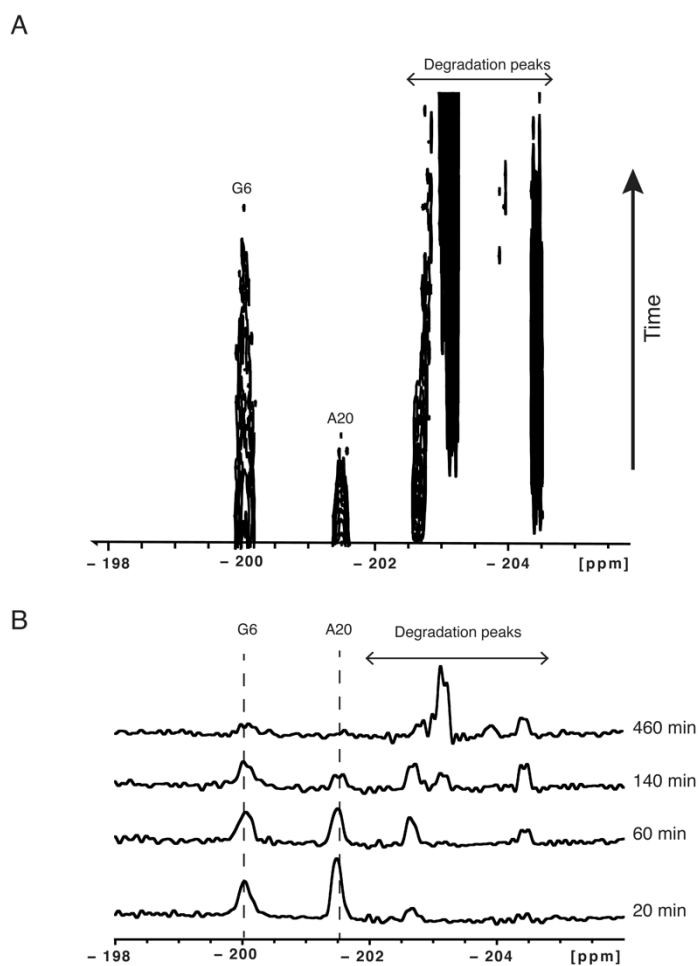 A
Degradation peaks
G6
A20
Time
– 198 – 200 – 202 – 204 [ppm]
B
G6 A20 Degradation peaks
460 min
140 min
60 min
20 min
– 198 – 200 – 202 – 204 [ppm]